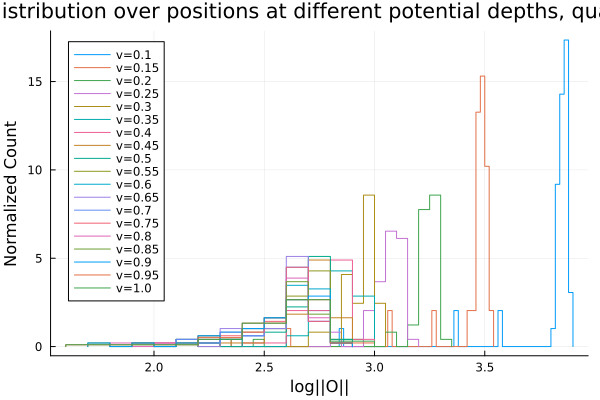 istribution over positions at different potential depths, qua
Normalized Count
15
10
5
0
v=0.1
v=0.15
v=0.2
v=0.25
v=0.3
v=0.35
v=0.4
v=0.45
v=0.5
v=0.55
v=0.6
v=0.65
v=0.7
v=0.75
v=0.8
v=0.85
v=0.9
v=0.95
v=1.0
2.0 2.5 3.0 3.5
log||O||